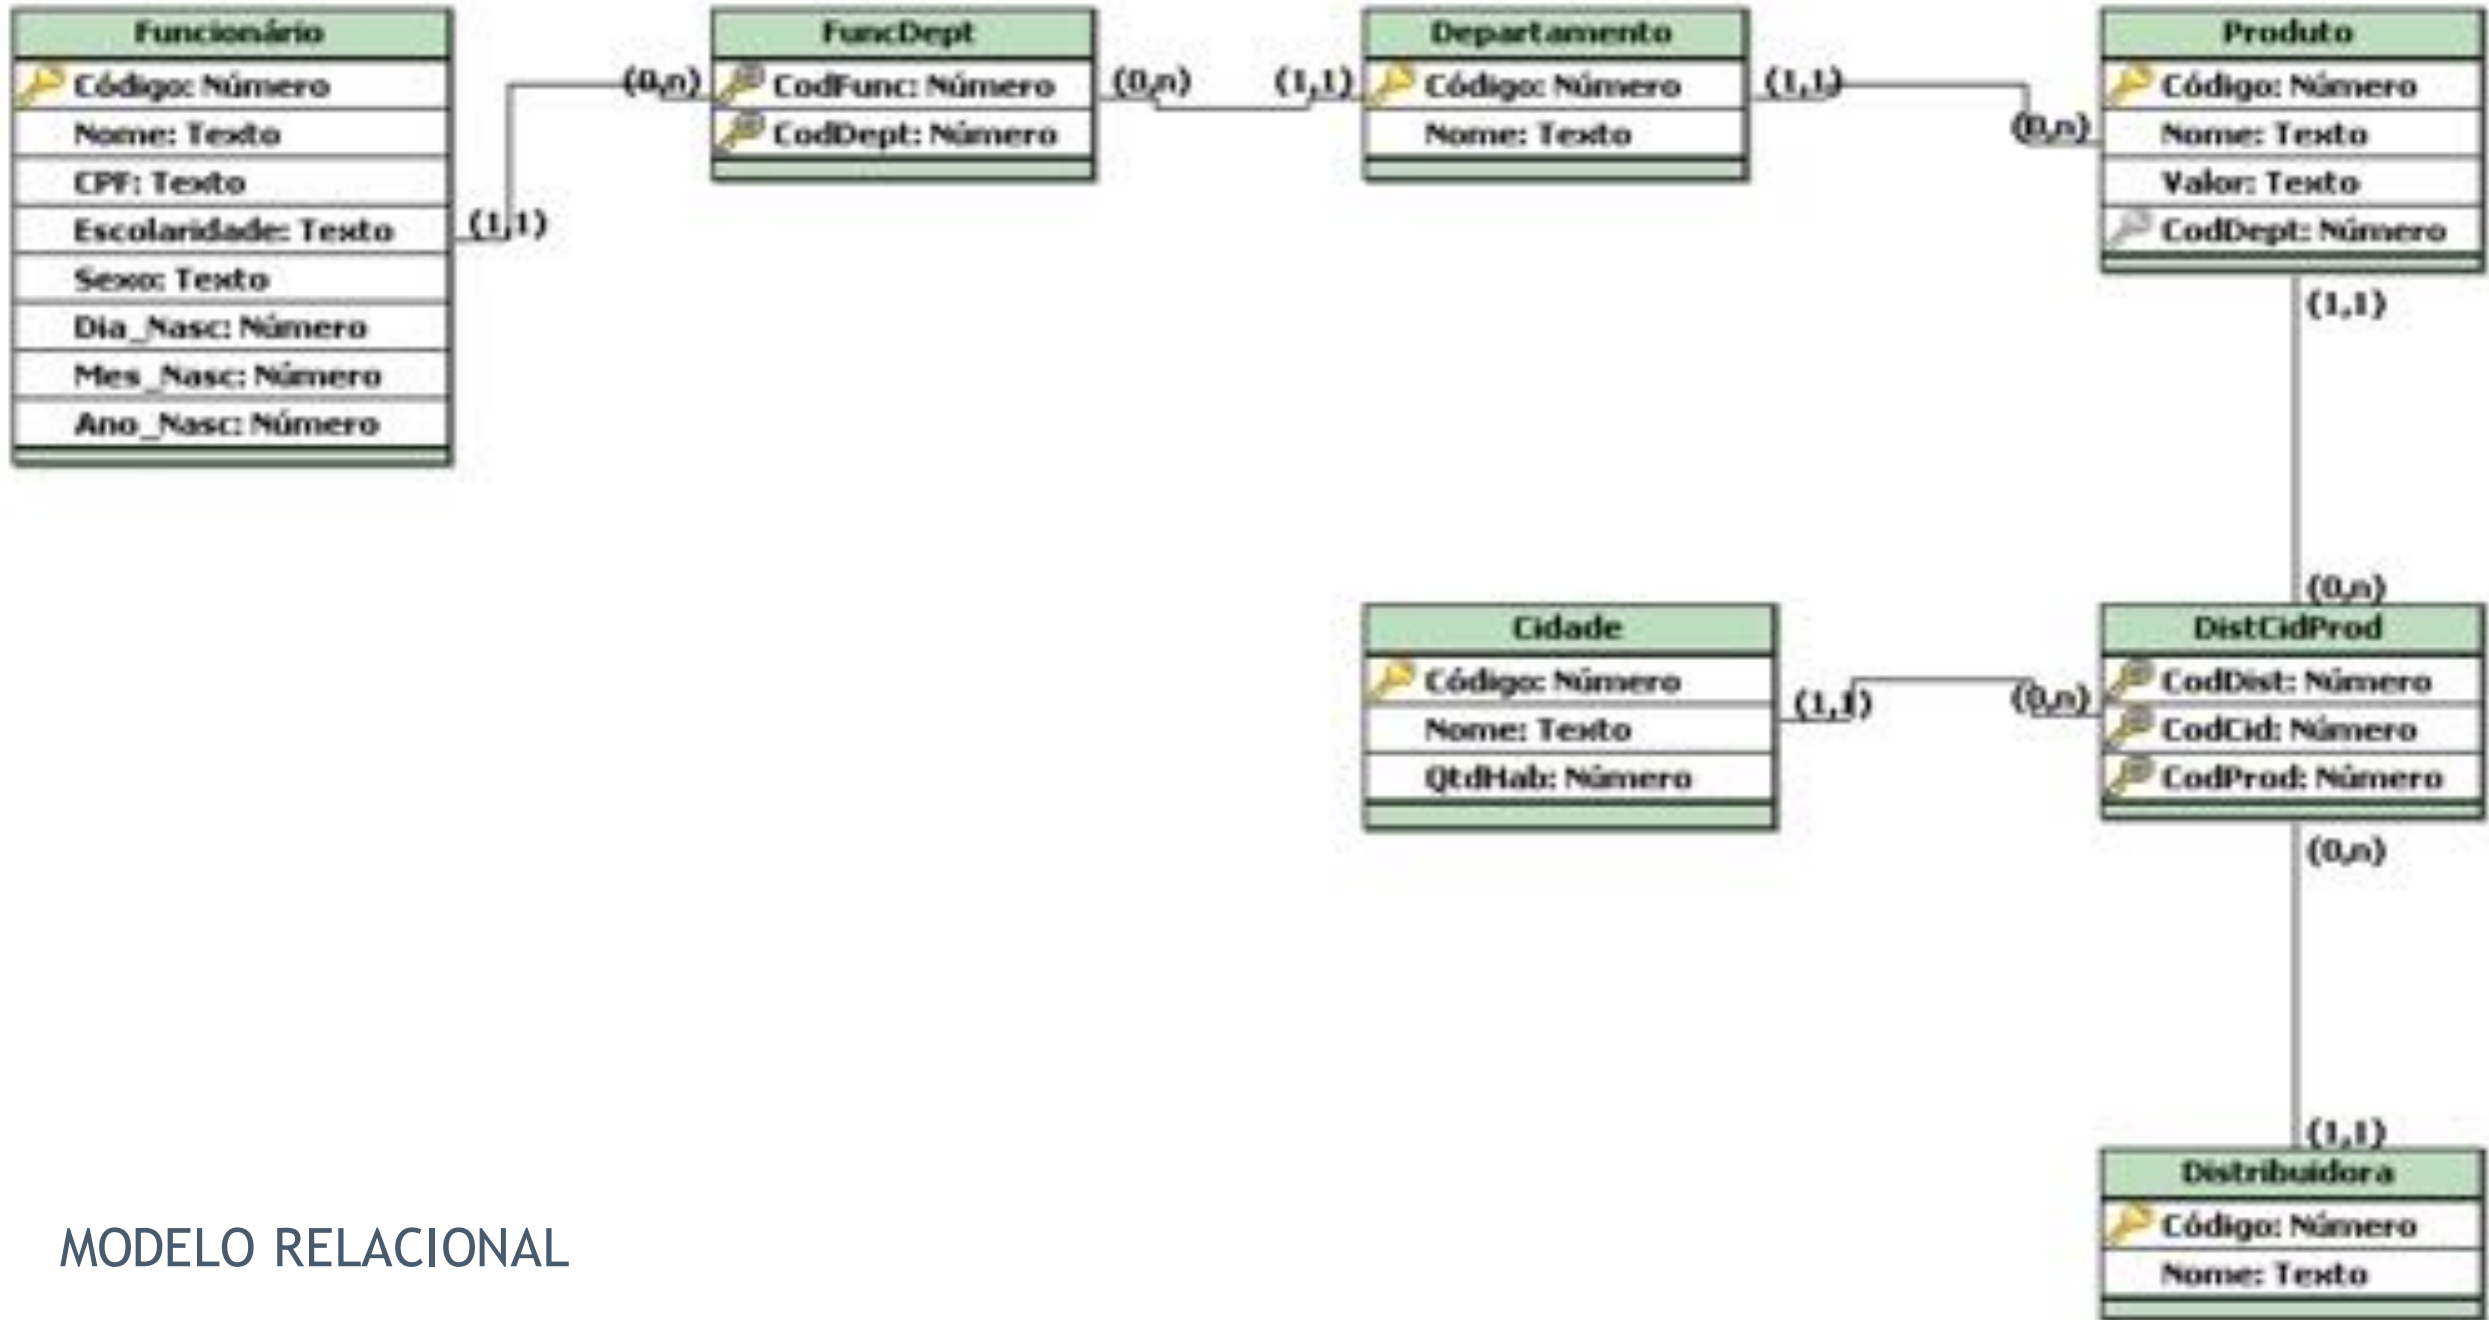 Funcionário
Código: Número
Nome: Texto
CPF: Texto
Escolaridade: Texto
Sexo: Texto
Dia_Nasc: Número
Mes_Nasc: Número
Ano_Nasc: Número
(1,1)
(0,n)
FuncDept
CodFunc: Número
CodDept: Número
(0,n)
(1,1)
Departamento
Código: Número
Nome: Texto
(1,1)
(0,n)
Produto
Código: Número
Nome: Texto
Valor: Texto
CodDept: Número
(1,1)
(0,n)
Cidade
Código: Número
Nome: Texto
QtdHab: Número
(1,1)
(0,n)
DistCidProd
CodDist: Número
CodCid: Número
CodProd: Número
(0,n)
(1,1)
Distribuidora
Código: Número
Nome: Texto
MODELO RELACIONAL